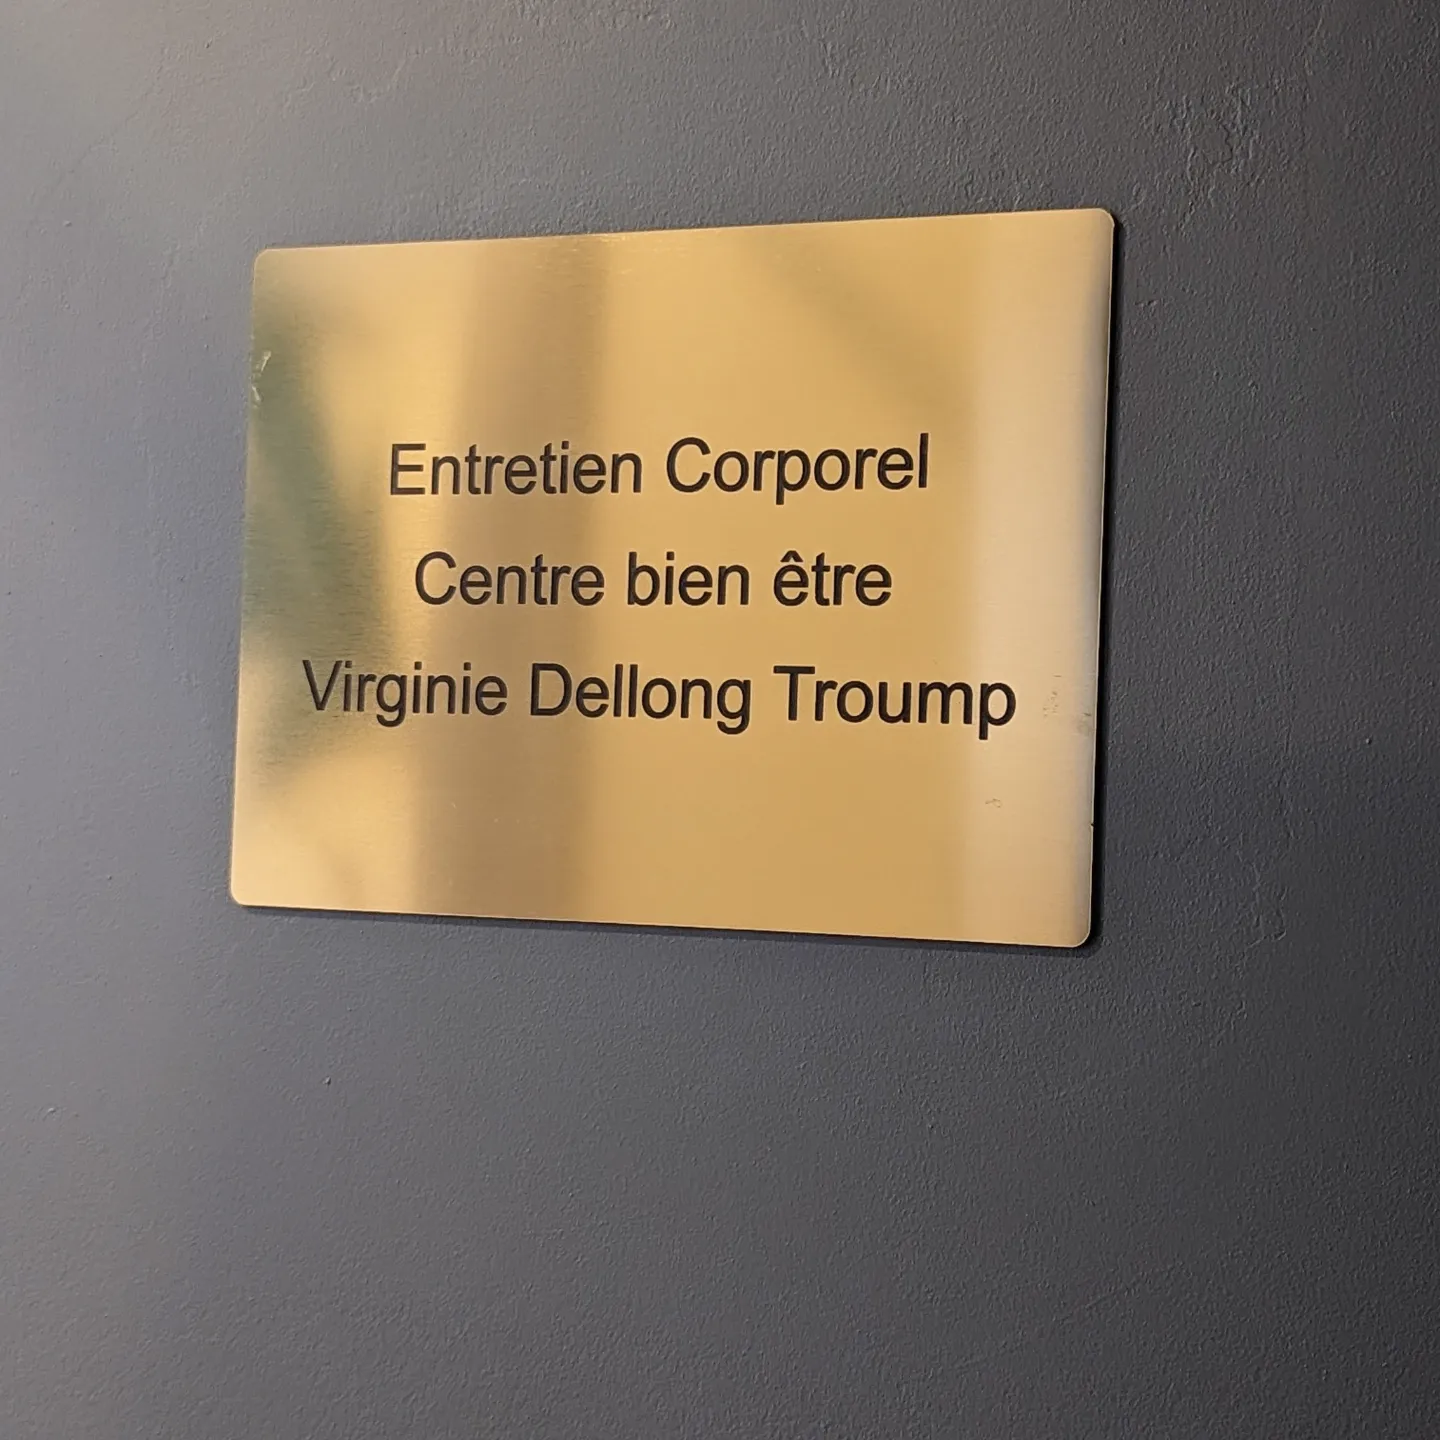 Entretien Corporel
Centre bien être
Virginie Dellong Troump